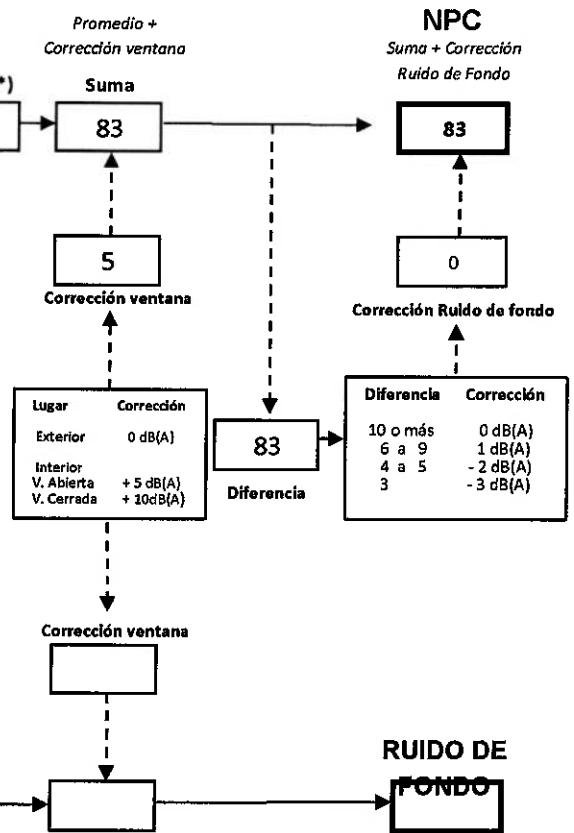 Promedio +
Corrección ventana
NPC
Suma + Corrección
Ruido de Fondo
*)
Suma
83
83
5
Corrección ventana
0
Corrección Ruido de fondo
Lugar Corrección
Exterior 0 dB(A)
Interior
V. Abierta + 5 dB(A)
V. Cerrada + 10dB(A)
83
Diferencia
Diferencia Corrección
10 o más 0 dB(A)
6 a 9 1 dB(A)
4 a 5 - 2 dB(A)
3 - 3 dB(A)
Corrección ventana
RUIDO DE
FONDO